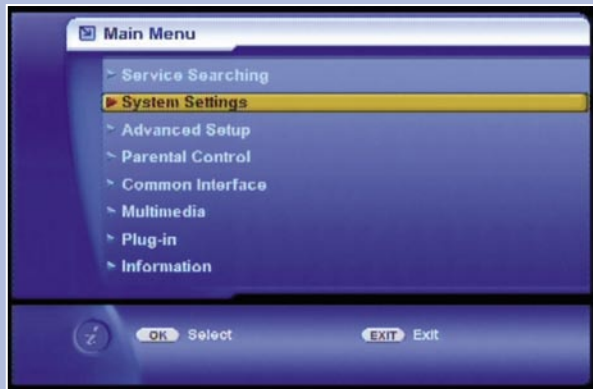 Main Menu
Service Searching
System Settings
Advanced Setup
Parental Control
Common Interface
Multimedia
Plug-in
Information
i OK Select EXIT Exit